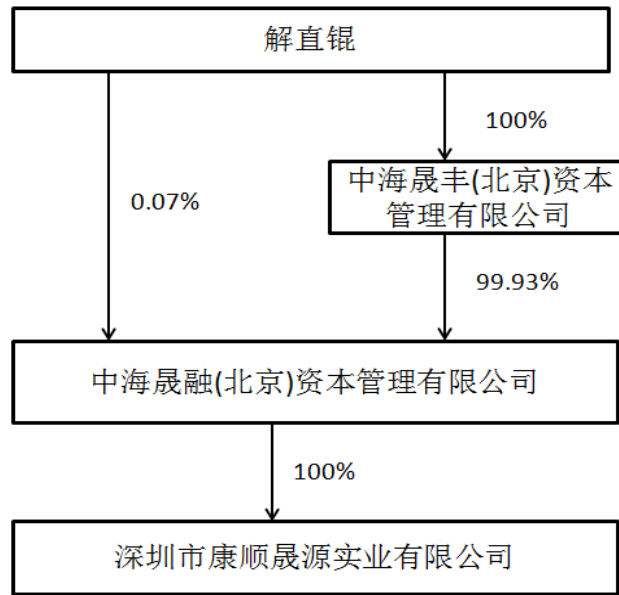 解直锟
100%
中海晟丰(北京)资本
管理有限公司
0.07%
99.93%
中海晟融(北京)资本管理有限公司
100%
深圳市康顺晟源实业有限公司